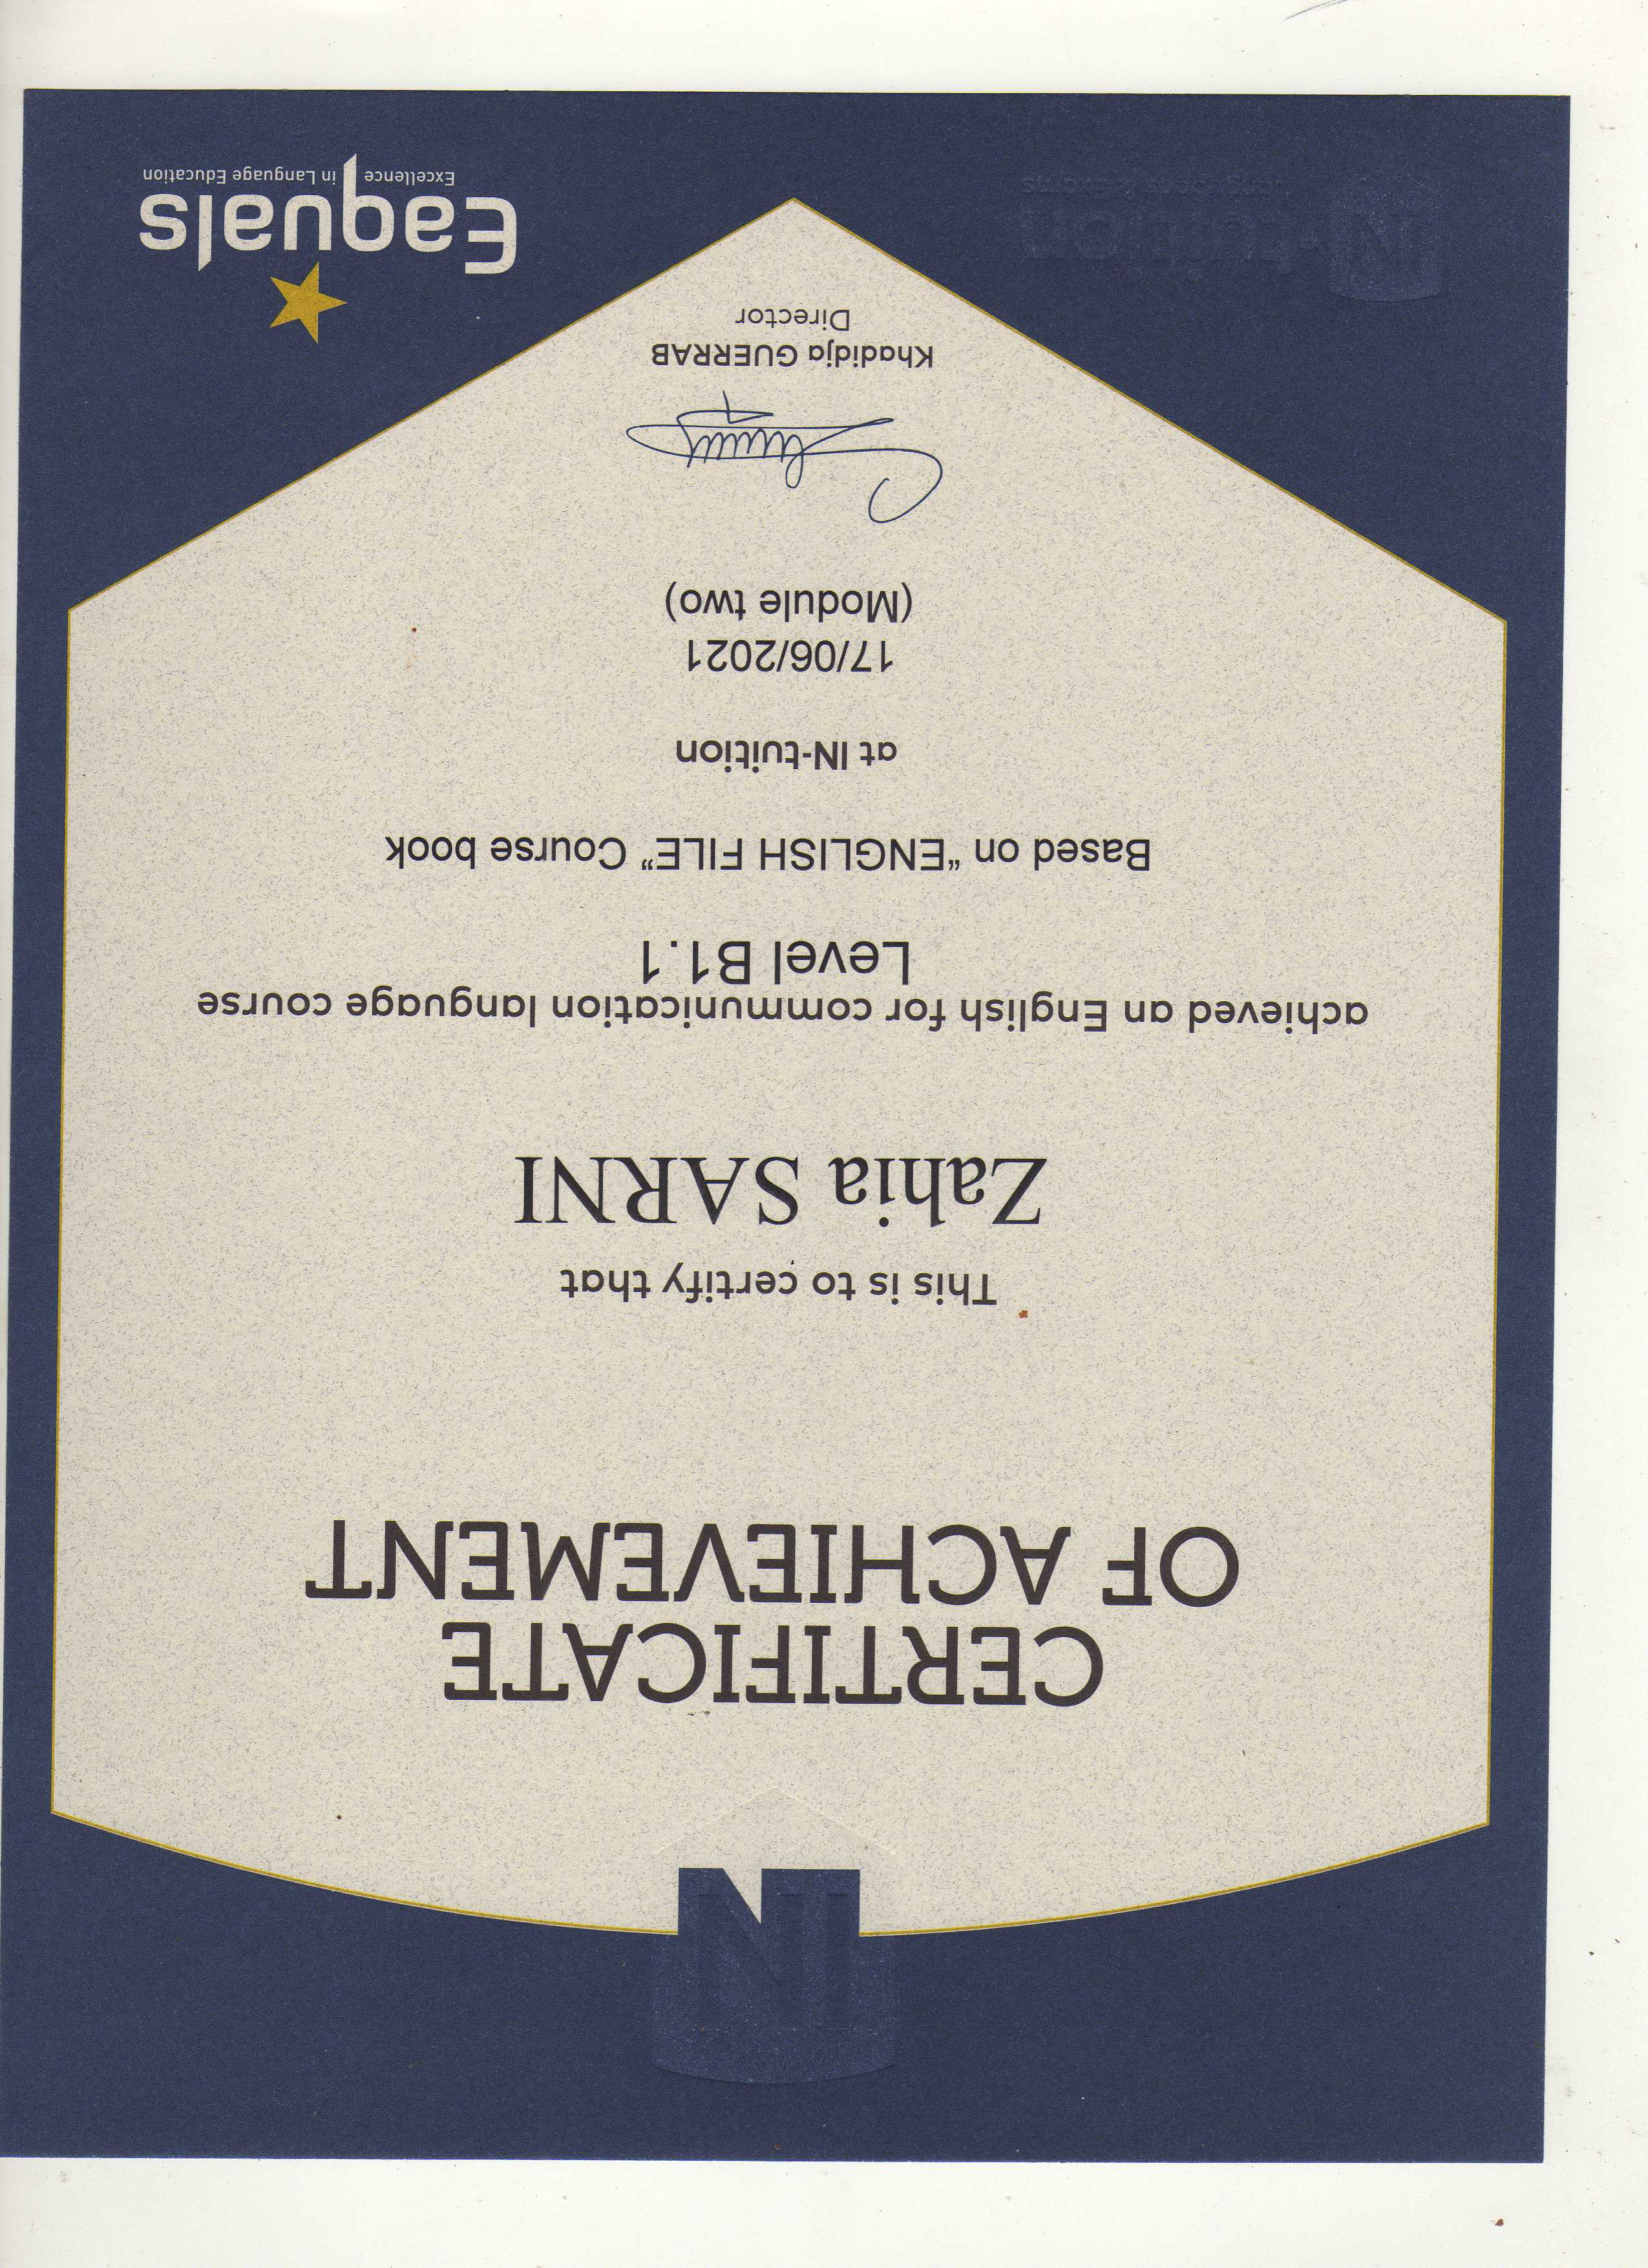 IN
CERTIFICATE
OF ACHIEVEMENT
This is to certify that
Zahia SARNI
achieved an English for communication language course
Level B1.1
Based on “ENGLISH FILE” Course book
at IN-tuition
17/06/2021
(Module two)
Khadidja GUERRAB
Director
IN-tuition
Languages & Exams
Eaquals
Excellence in Language Education